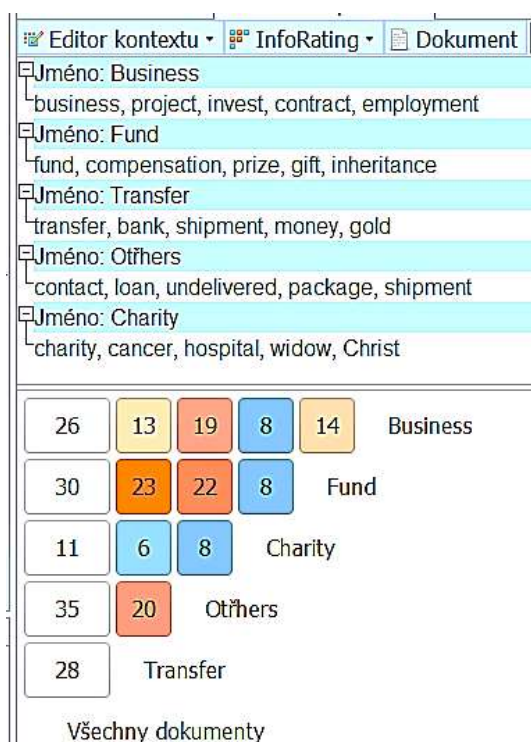 Editor kontextu InfoRating Dokument
Jméno: Business
business, project, invest, contract, employment
Jméno: Fund
fund, compensation, prize, gift, inheritance
Jméno: Transfer
transfer, bank, shipment, money, gold
Jméno: Otřhers
contact, loan, undelivered, package, shipment
Jméno: Charity
charity, cancer, hospital, widow, Christ
26 13 19 8 14 Business
30 23 22 8 Fund
11 6 8 Charity
35 20 Otřhers
28 Transfer
Všechny dokumenty